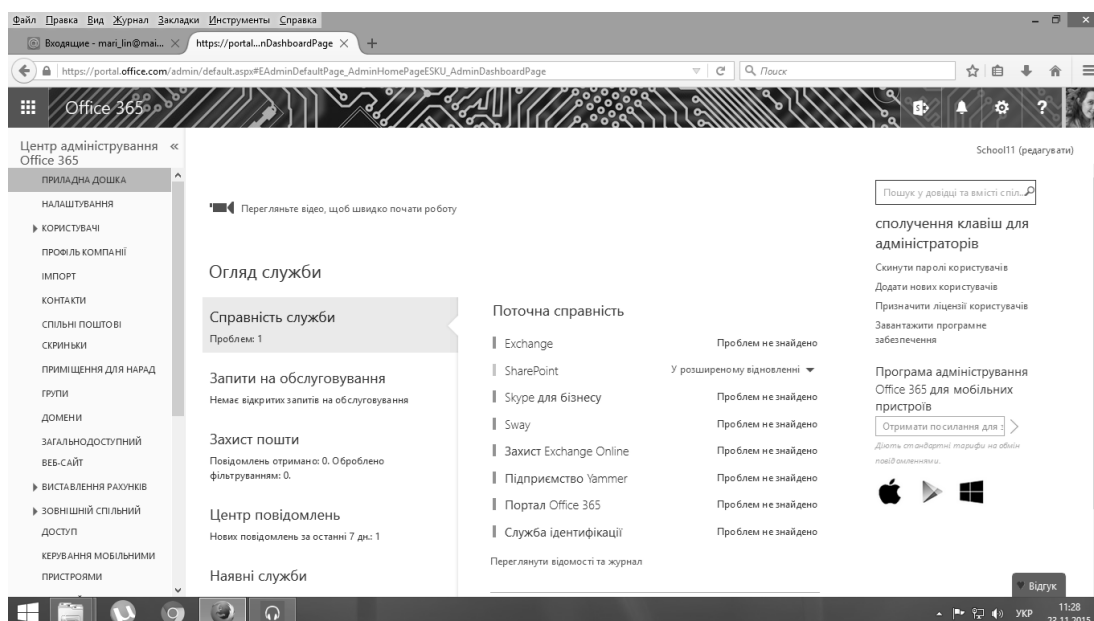 Файл Правка Вид Журнал Закладки Инструменты Справка
Входящие - mari_lin@mai...
https://portal...nDashboardPage
https://portal.office.com/admin/default.aspx#EAdminDefaultPage_AdminHomePageESKU_AdminDashboardPage
Поиск
Office 365
Центр адміністрування
Office 365
ПРИЛАДНА ДОШКА
НАЛАШТУВАННЯ
КОРИСТУВАЧІ
ПРОФІЛЬ КОМПАНІЇ
ІМПОРТ
КОНТАКТИ
СПІЛЬНІ ПОШТОВІ
СКРИНЬКИ
ПРИМІЩЕННЯ ДЛЯ НАРАД
ГРУПИ
ДОМЕНИ
ЗАГАЛЬНОДОСТУПНИЙ
ВЕБ-САЙТ
ВИСТАВЛЕННЯ РАХУНКІВ
ЗОВНІШНІЙ СПІЛЬНИЙ
ДОСТУП
КЕРУВАННЯ МОБІЛЬНИМИ
ПРИСТРОЯМИ
Перегляньте відео, щоб швидко почати роботу
Огляд служби
Справність служби
Проблем: 1
Запити на обслуговування
Немає відкритих запитів на обслуговування
Захист пошти
Повідомлень отримано: 0. Оброблено
фільтруванням: 0.
Центр повідомлень
Нових повідомлень за останні 7 дн.: 1
Наявні служби
Поточна справність
Exchange Проблем не знайдено
SharePoint У розширеному відновленні
Skype для бізнесу Проблем не знайдено
Sway Проблем не знайдено
Захист Exchange Online Проблем не знайдено
Підприємство Yammer Проблем не знайдено
Портал Office 365 Проблем не знайдено
Служба ідентифікації Проблем не знайдено
Переглянути відомості та журнал
School11 (редагувати)
Пошук у довідці та вмісті спіл...
сполучення клавіш для
адміністраторів
Скинути паролі користувачів
Додати нових користувачів
Призначити ліцензії користувачів
Завантажити програмне
забезпечення
Програма адміністрування
Office 365 для мобільних
пристроїв
Отримати посилання для з
Діють стандартні тарифи на обмін
повідомленнями.
Відгук
УКР
11:28
23.11.2015